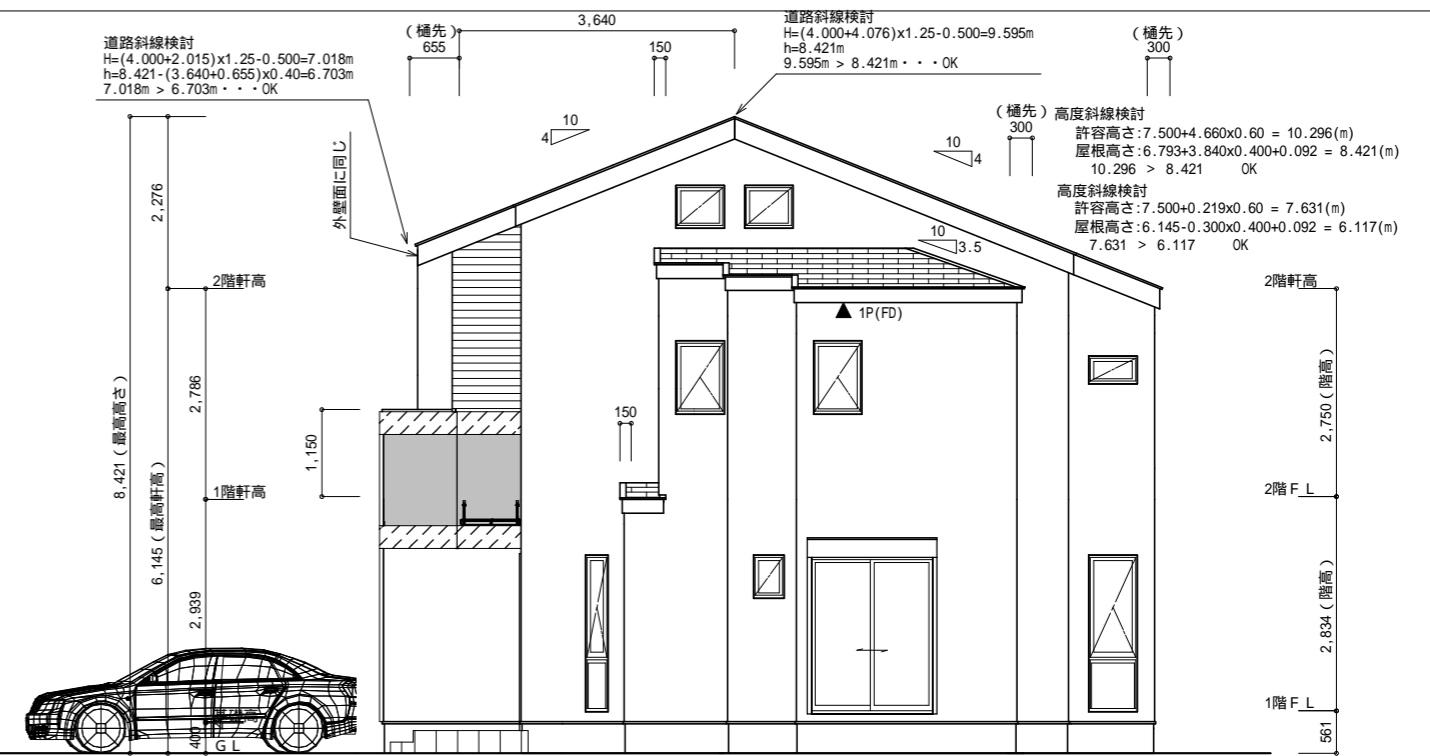 道路斜線検討
H=(4.000+2.015)x1.25-0.500=7.018m
h=8.421-(3.640+0.655)x0.40=6.703m
7.018m > 6.703m・・・OK
(樋先)
655
3,640
150
道路斜線検討
H=(4.000+4.076)x1.25-0.500=9.595m
h=8.421m
9.595m > 8.421m・・・OK
(樋先)
300
(樋先)
300
高度斜線検討
許容高さ:7.500+4.660x0.60 = 10.296(m)
屋根高さ:6.793+3.840x0.400+0.092 = 8.421(m)
10.296 > 8.421 OK
高度斜線検討
許容高さ:7.500+0.219x0.60 = 7.631(m)
屋根高さ:6.145-0.300x0.400+0.092 = 6.117(m)
7.631 > 6.117 OK
10
4
10
4
10
3.5
外壁面に同じ
2,276
2階軒高
2階軒高
1P(FD)
8,421(最高高さ)
6,145(最高軒高)
2,786
1,150
150
1階軒高
2,750(階高)
2階FL
2,939
2,834(階高)
基礎高
400
GL
1階FL
561